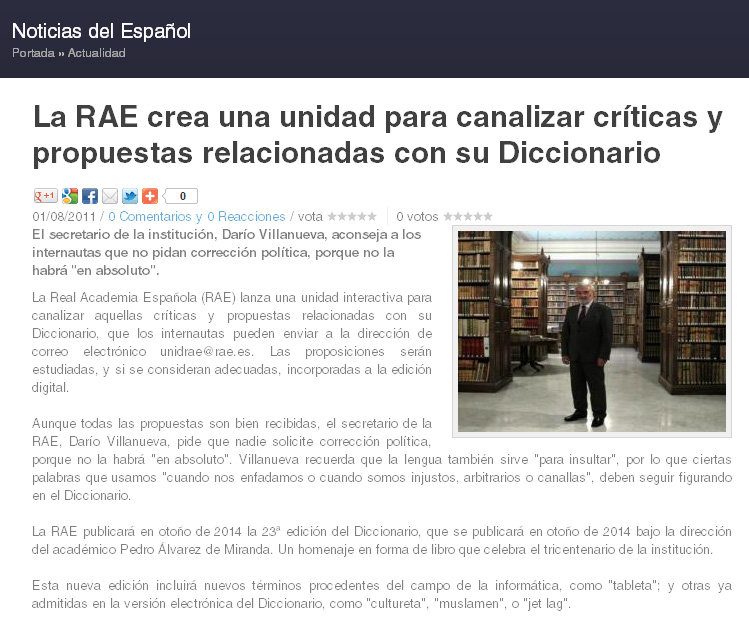 Noticias del Español
Portada » Actualidad
La RAE crea una unidad para canalizar críticas y
propuestas relacionadas con su Diccionario
g +1 0
01/08/2011 / 0 Comentarios y 0 Reacciones / vota 0 votos
El secretario de la institución, Darío Villanueva, aconseja a los
internautas que no pidan corrección política, porque no la
habrá "en absoluto".
La Real Academia Española (RAE) lanza una unidad interactiva para
canalizar aquellas críticas y propuestas relacionadas con su
Diccionario, que los internautas pueden enviar a la dirección de
correo electrónico unidrae@rae.es. Las proposiciones serán
estudiadas, y si se consideran adecuadas, incorporadas a la edición
digital.
Aunque todas las propuestas son bien recibidas, el secretario de la
RAE, Darío Villanueva, pide que nadie solicite corrección política,
porque no la habrá "en absoluto". Villanueva recuerda que la lengua también sirve "para insultar", por lo que ciertas
palabras que usamos "cuando nos enfadamos o cuando somos injustos, arbitrarios o canallas", deben seguir figurando
en el Diccionario.
La RAE publicará en otoño de 2014 la 23ª edición del Diccionario, que se publicará en otoño de 2014 bajo la dirección
del académico Pedro Álvarez de Miranda. Un homenaje en forma de libro que celebra el tricentenario de la institución.
Esta nueva edición incluirá nuevos términos procedentes del campo de la informática, como "tableta"; y otras ya
admitidas en la versión electrónica del Diccionario, como "cultureta", "muslamen", o "jet lag".